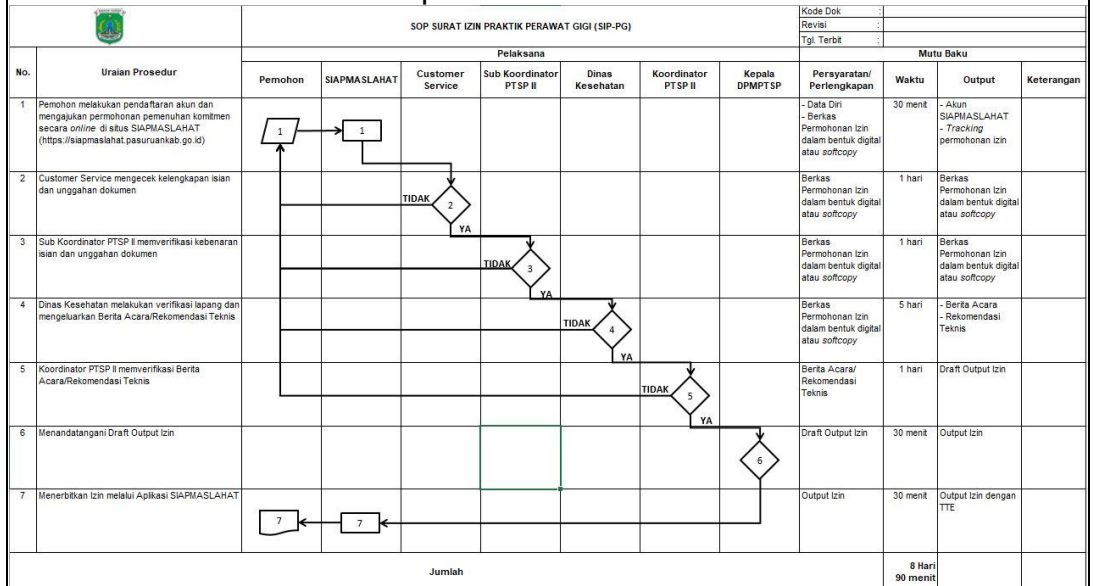 SOP SURAT IZIN PRAKTIK PERAWAT GIGI (SIP-PG)
Kode Dok :
Revisi :
Tgl. Terbit :
No.
Uraian Prosedur
Pelaksana
Mutu Baku
Pemohon
SIAPMASLAHAT
Customer
Service
Sub Koordinator
PTSP II
Dinas
Kesehatan
Koordinator
PTSP II
Kepala
DPMPTSP
Persyaratan/
Perlengkapan
Waktu
Output
Keterangan
1
Pemohon melakukan pendaftaran akun dan
mengajukan permohonan pemenuhan komitmen
secara online di situs SIAPMASLAHAT
(https://siapmaslahat.pasuruankab.go.id)
1
1
- Data Diri
- Berkas
Permohonan Izin
dalam bentuk digital
atau softcopy
30 menit
- Akun
SIAPMASLAHAT
- Tracking
permohonan izin
2
Customer Service mengecek kelengkapan isian
dan unggahan dokumen
TIDAK
2
YA
Berkas
Permohonan Izin
dalam bentuk digital
atau softcopy
1 hari
Berkas
Permohonan Izin
dalam bentuk digital
atau softcopy
3
Sub Koordinator PTSP II memverifikasi kebenaran
isian dan unggahan dokumen
TIDAK
3
YA
Berkas
Permohonan Izin
dalam bentuk digital
atau softcopy
1 hari
Berkas
Permohonan Izin
dalam bentuk digital
atau softcopy
4
Dinas Kesehatan melakukan verifikasi lapang dan
mengeluarkan Berita Acara/Rekomendasi Teknis
TIDAK
4
YA
Berkas
Permohonan Izin
dalam bentuk digital
atau softcopy
5 hari
- Berita Acara
- Rekomendasi
Teknis
5
Koordinator PTSP II memverifikasi Berita
Acara/Rekomendasi Teknis
TIDAK
5
YA
Berita Acara/
Rekomendasi
Teknis
1 hari
Draft Output Izin
6
Menandatangani Draft Output Izin
6
Draft Output Izin
30 menit
Output Izin
7
Menerbitkan Izin melalui Aplikasi SIAPMASLAHAT
7
7
Output Izin
30 menit
Output Izin dengan
TTE
Jumlah
8 Hari
90 menit